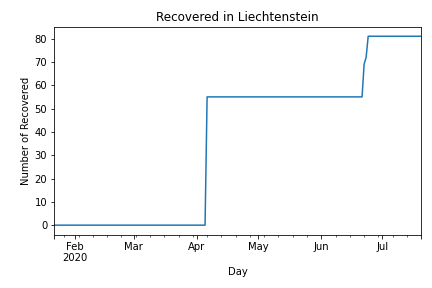 Recovered in Liechtenstein
Number of Recovered
80
70
60
50
40
30
20
10
0
Feb
2020
Mar
Apr
May
Jun
Jul
Day